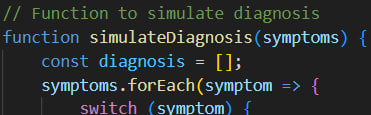 // Function to simulate diagnosis
function simulateDiagnosis(symptoms) {
    const diagnosis = [];
    symptoms.forEach(symptom => {
        switch (symptom) {